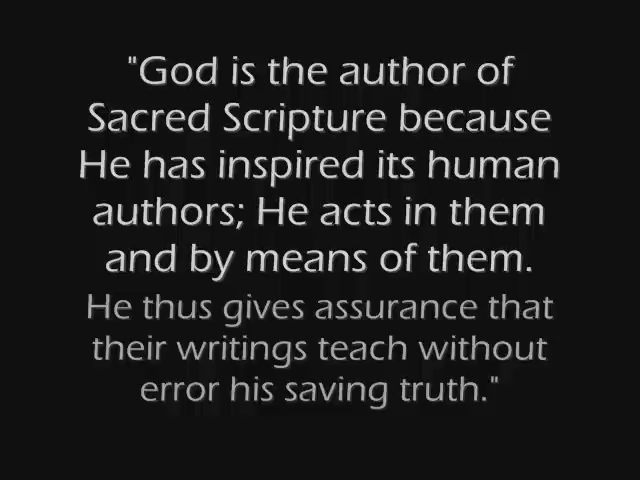 "God is the author of
Sacred Scripture because
He has inspired its human
authors; He acts in them
and by means of them.
He thus gives assurance that
their writings teach without
error his saving truth."